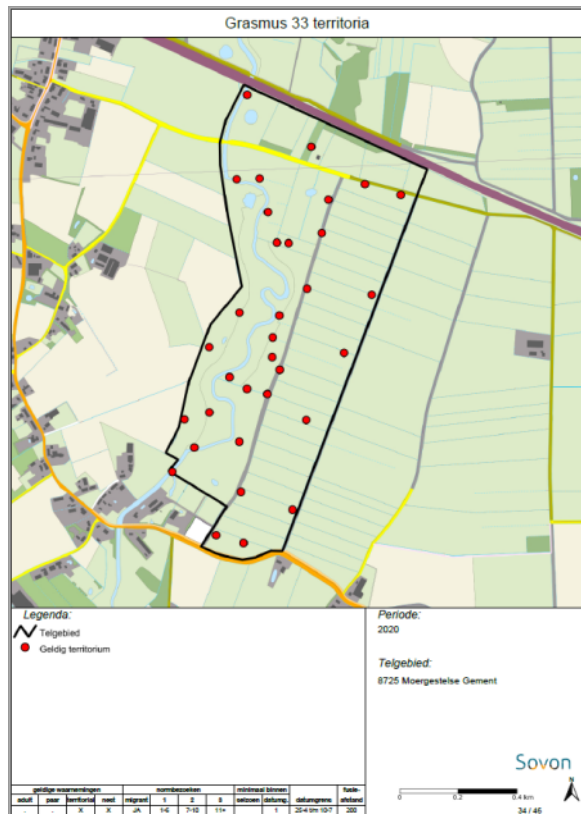 Grasmus 33 territoria
Legenda:
Telgebied
Geldig territorium
Periode:
2020
Telgebied:
8725 Moergestelse Gement
Sovon
0 0.2 0.4 km
34 / 46
geldige waarnemingen normbezoeken minimaal binnen fusie-
adult paar territorial nest migrant 1 2 3 seizoen datumg. datumgrens afstand
. . X X JA 1-6 7-10 11+ 1 25-4 t/m 10-7 200